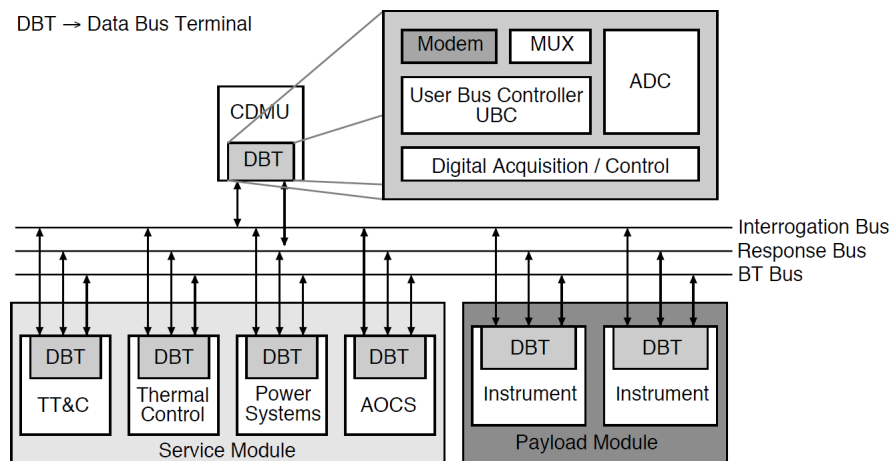 DBT → Data Bus Terminal
Modem
MUX
ADC
User Bus Controller
UBC
Digital Acquisition / Control
CDMU
DBT
Interrogation Bus
Response Bus
BT Bus
DBT
TT&C
DBT
Thermal
Control
DBT
Power
Systems
DBT
AOCS
Service Module
DBT
Instrument
DBT
Instrument
Payload Module